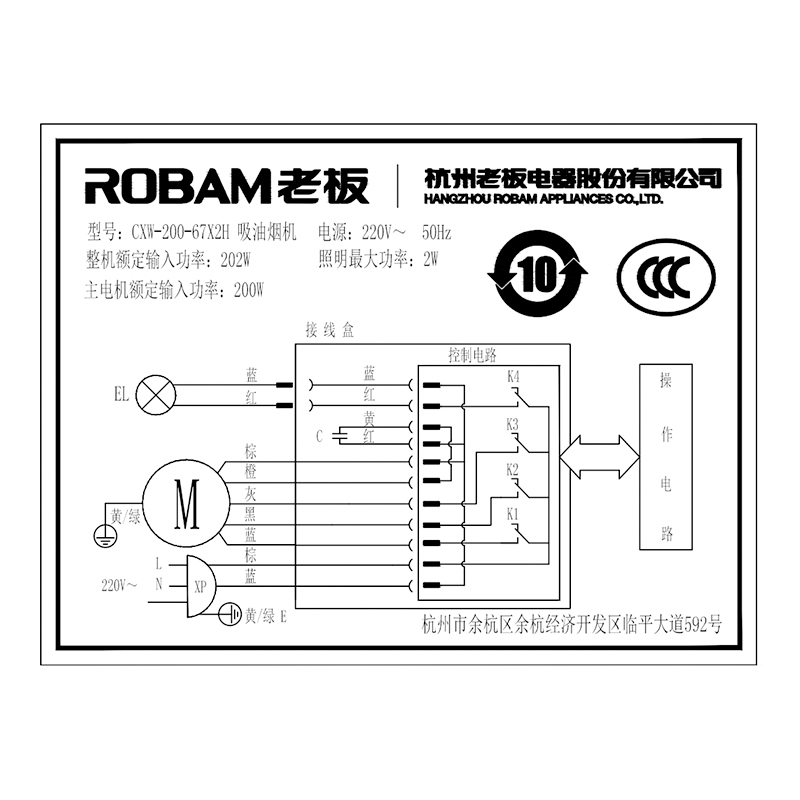 ROBAM老板 杭州老板电器股份有限公司
HANGZHOU ROBAM APPLIANCES CO.,LTD.
型号：CXW-200-67X2H 吸油烟机 电源：220V～ 50Hz
整机额定输入功率：202W 照明最大功率：2W
主电机额定输入功率：200W
10
CCC
接线盒
控制电路
EL
蓝
红
蓝
红
K4
黄
C
红
K3
棕
橙
灰
黑
蓝
M
黄/绿
K2
K1
操作电路
L
棕
220V～ N
XP
蓝
黄/绿 E
杭州市余杭区余杭经济开发区临平大道592号